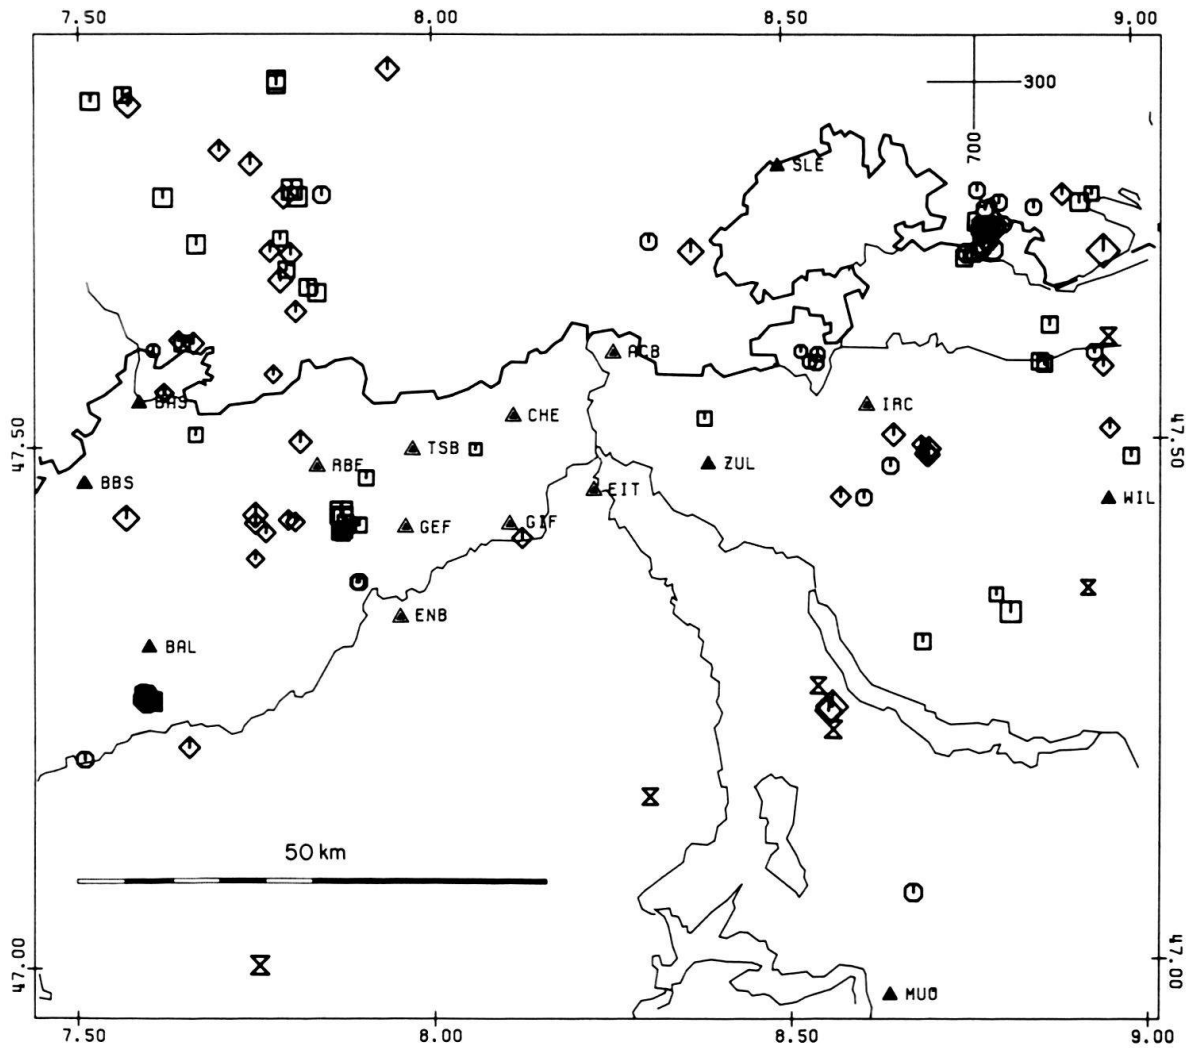 7.50 8.00 8.50 9.00
300
700
SLE
ACB
BAS
CHE
IRC
TSB
47.50
47.50
RBF
ZUL
BBS
EIT
WIL
GEF
GIF
ENB
BAL
50 km
47.00
47.00
MUO
7.50 8.00 8.50 9.00